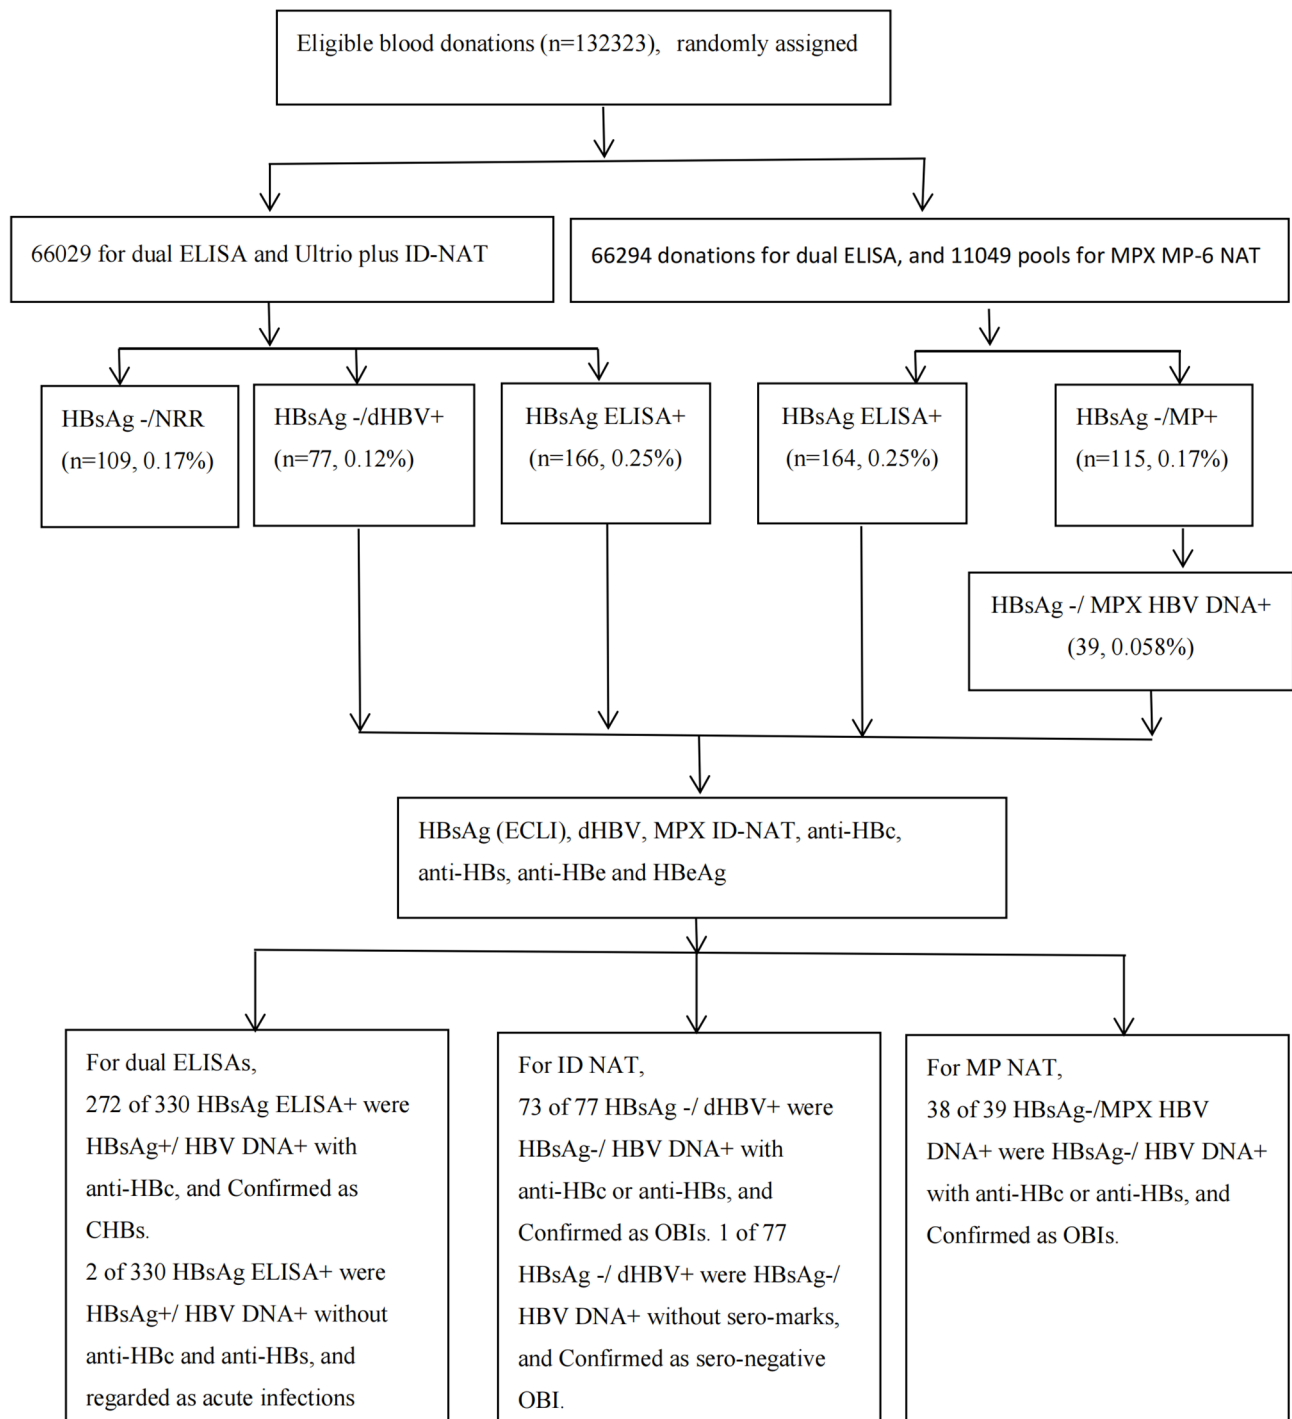 Eligible blood donations (n=132323), randomly assigned
66029 for dual ELISA and Ultrio plus ID-NAT
66294 donations for dual ELISA, and 11049 pools for MPX MP-6 NAT
HBsAg -/NRR
(n=109, 0.17%)
HBsAg -/dHBV+
(n=77, 0.12%)
HBsAg ELISA+
(n=166, 0.25%)
HBsAg ELISA+
(n=164, 0.25%)
HBsAg -/MP+
(n=115, 0.17%)
HBsAg -/ MPX HBV DNA+
(39, 0.058%)
HBsAg (ECLI), dHBV, MPX ID-NAT, anti-HBc,
anti-HBs, anti-HBe and HBeAg
For dual ELISAs,
272 of 330 HBsAg ELISA+ were
HBsAg+/ HBV DNA+ with
anti-HBc, and Confirmed as
CHBs.
2 of 330 HBsAg ELISA+ were
HBsAg+/ HBV DNA+ without
anti-HBc and anti-HBs, and
regarded as acute infections
For ID NAT,
73 of 77 HBsAg -/ dHBV+ were
HBsAg-/ HBV DNA+ with
anti-HBc or anti-HBs, and
Confirmed as OBIs. 1 of 77
HBsAg -/ dHBV+ were HBsAg-/
HBV DNA+ without sero-marks,
and Confirmed as sero-negative
OBI.
For MP NAT,
38 of 39 HBsAg-/MPX HBV
DNA+ were HBsAg-/ HBV DNA+
with anti-HBc or anti-HBs, and
Confirmed as OBIs.